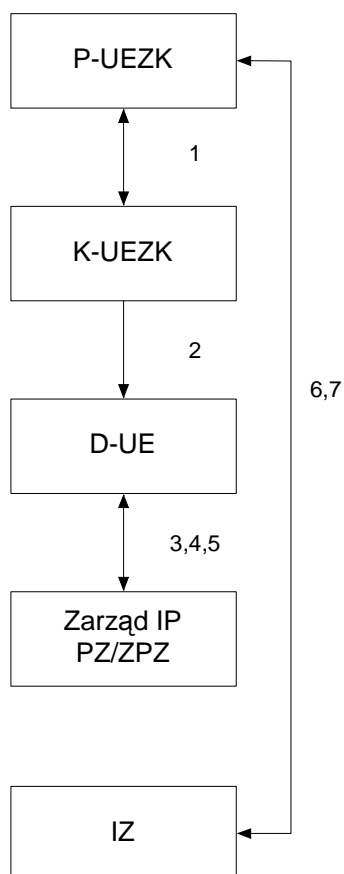 P-UEZK
1
K-UEZK
2
6,7
D-UE
3,4,5
Zarząd IP
PZ/ZPZ
IZ